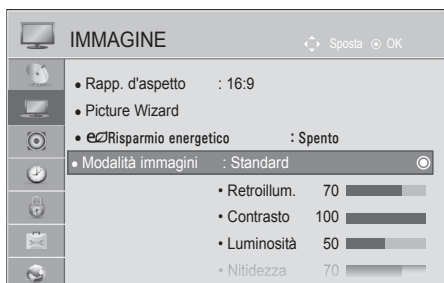 IMMAGINE
Sposta OK
• Rapp. d'aspetto : 16:9
• Picture Wizard
• Risparmio energetico : Spento
• Modalità immagini : Standard
• Retroillum. 70
• Contrasto 100
• Luminosità 50
• Nitidezza 70